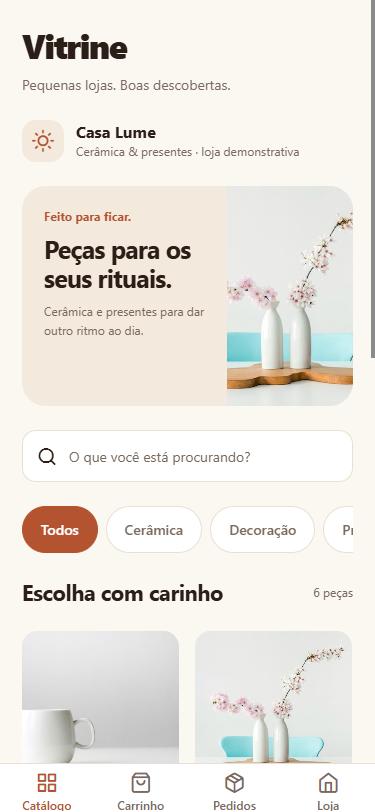 Vitrine
Pequenas lojas. Boas descobertas.
Casa Lume
Cerâmica & presentes · loja demonstrativa
Feito para ficar.
Peças para os
seus rituais.
Cerâmica e presentes para dar
outro ritmo ao dia.
O que você está procurando?
Todos
Cerâmica
Decoração
Escolha com carinho
6 peças
Catálogo
Carrinho
Pedidos
Loja